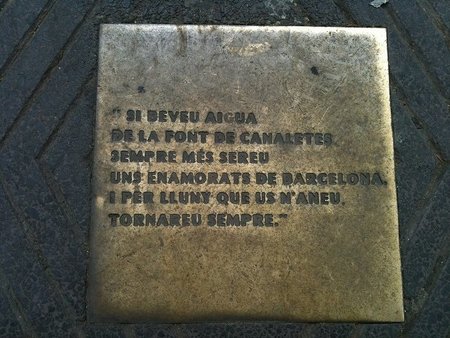 " SI BEVEU AIGUA
DE LA FONT DE CANALETES,
SEMPRE MÉS SEREU
UNS ENAMORATS DE BARCELONA.
I PER LLUNT QUE US N'ANEU,
TORNAREU SEMPRE."